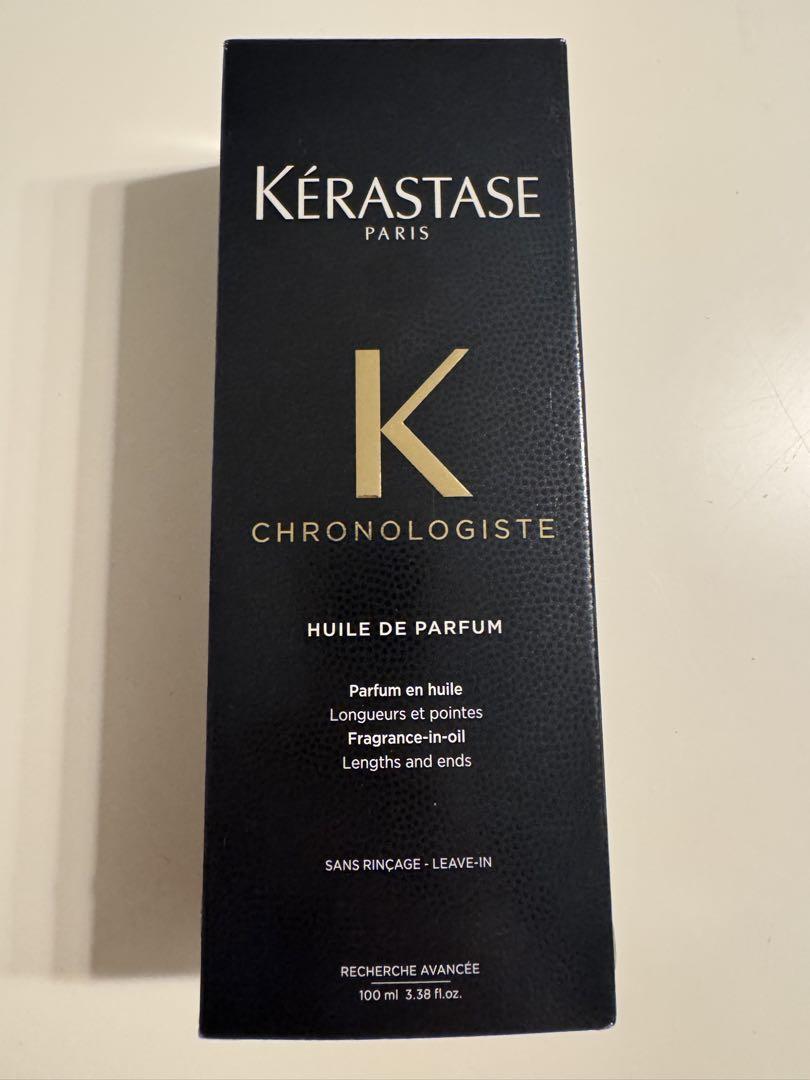 KÉRASTASE
PARIS
K
CHRONOLOGISTE
HUILE DE PARFUM
Parfum en huile
Longueurs et pointes
Fragrance-in-oil
Lengths and ends
SANS RINÇAGE - LEAVE-IN
RECHERCHE AVANCÉE
100 ml 3.38 fl.oz.